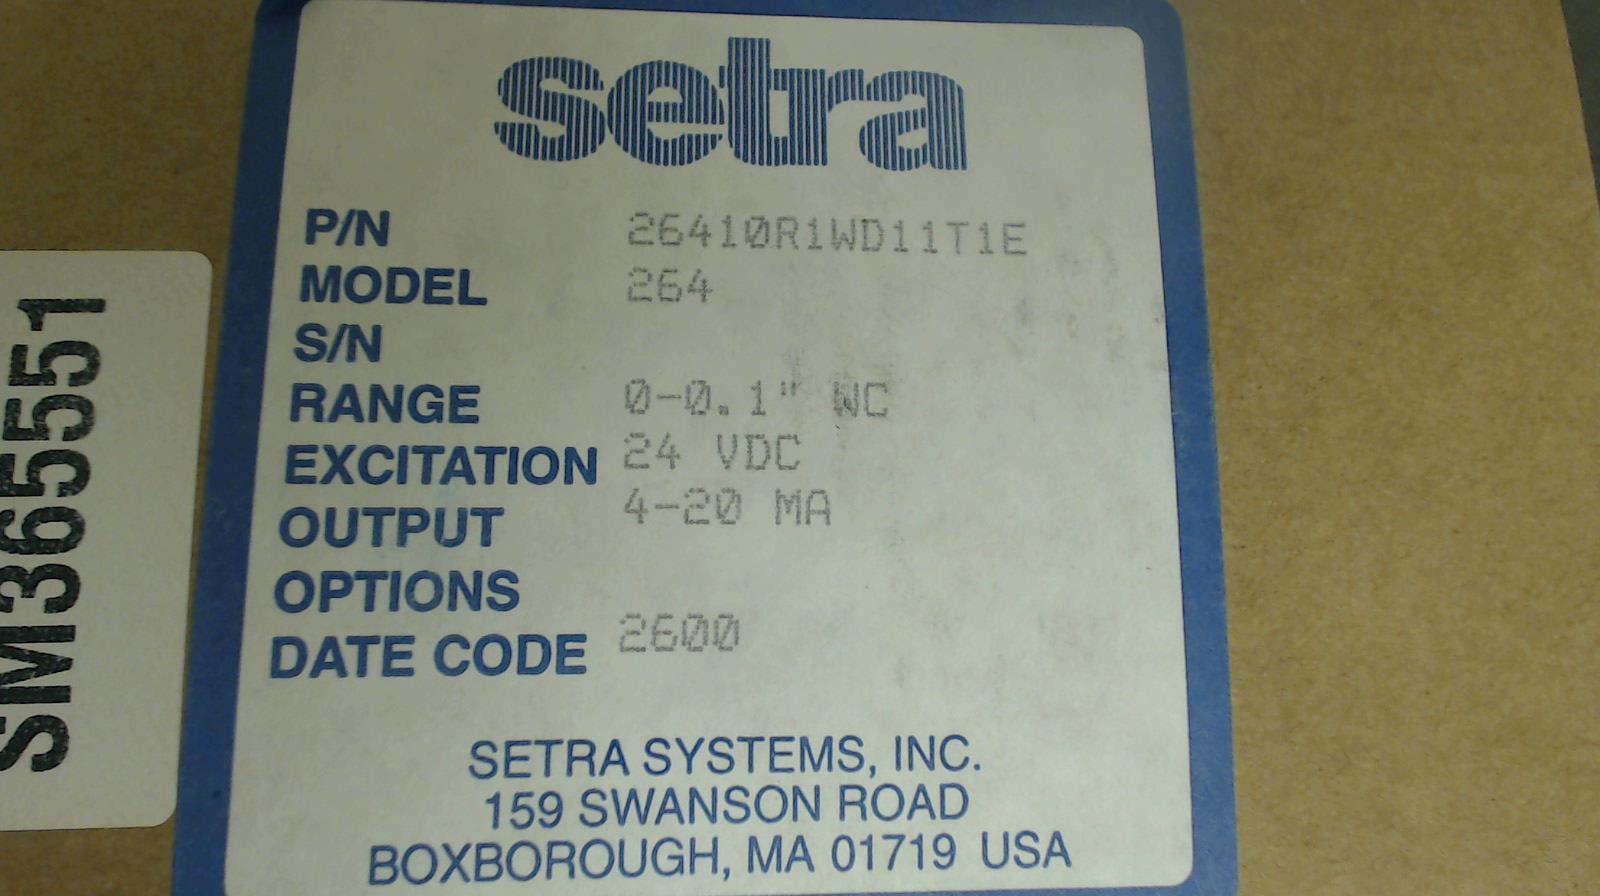 setra
P/N 26410R1WD11T1E
MODEL 264
S/N
RANGE 0-0.1" WC
EXCITATION 24 VDC
OUTPUT 4-20 MA
OPTIONS
DATE CODE 2600
SETRA SYSTEMS, INC.
159 SWANSON ROAD
BOXBOROUGH, MA 01719 USA
SM3655551